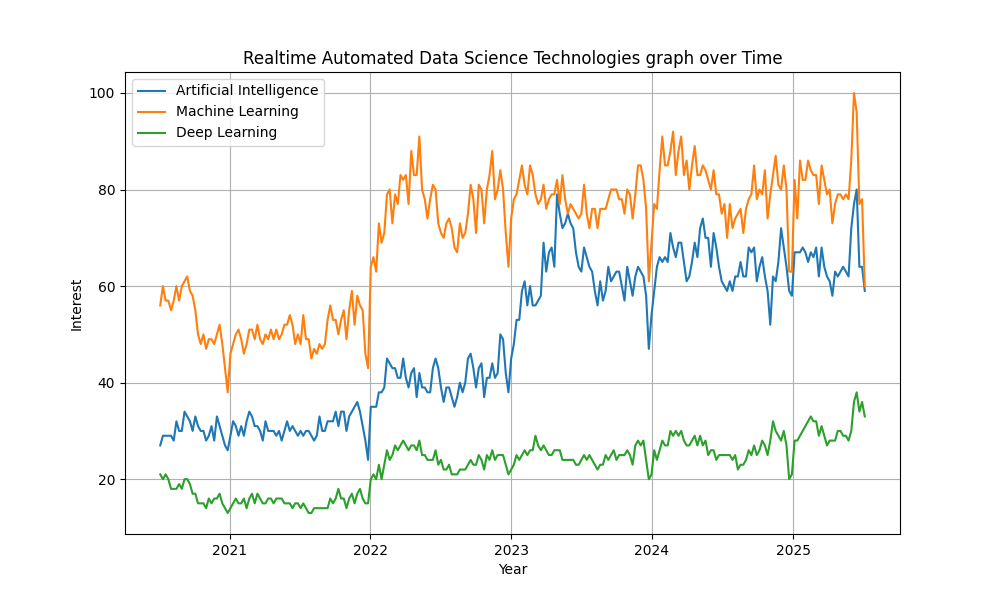 Realtime Automated Data Science Technologies graph over Time
Artificial Intelligence
Machine Learning
Deep Learning
100
80
60
40
20
Interest
2021 2022 2023 2024 2025
Year